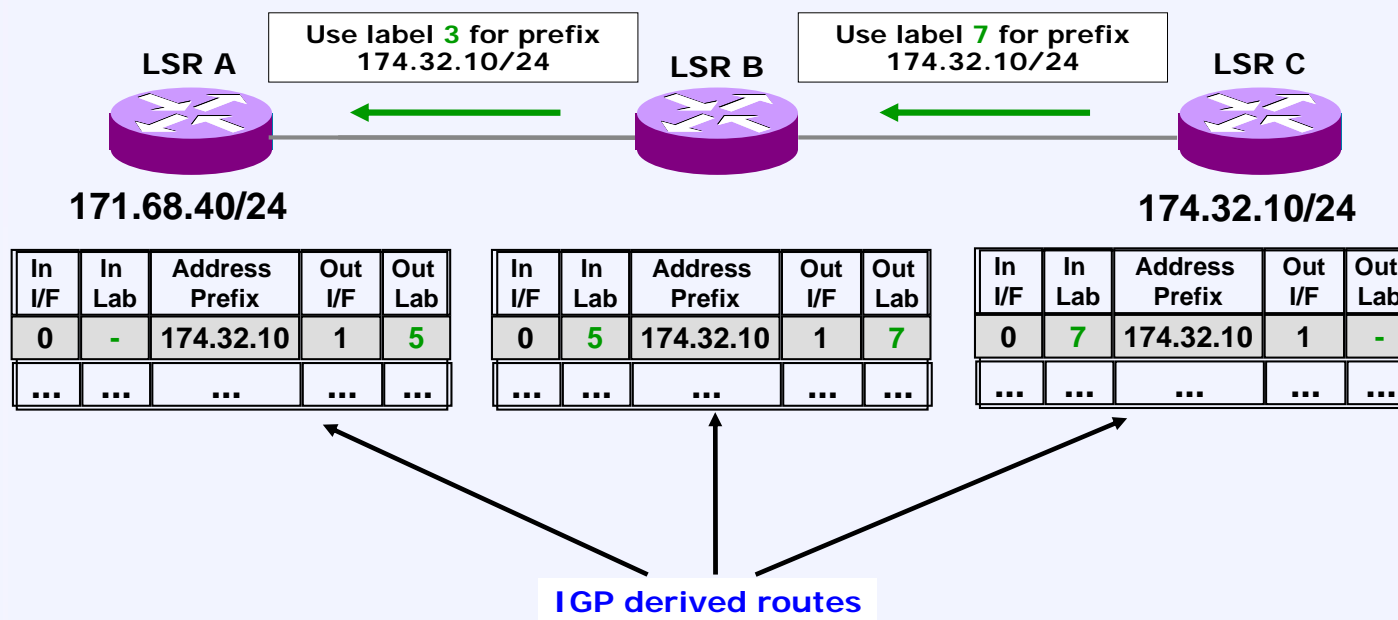 Use label 3 for prefix
174.32.10/24
Use label 7 for prefix
174.32.10/24
LSR A
LSR B
LSR C
171.68.40/24
174.32.10/24
In I/F In Lab Address Prefix Out I/F Out Lab
0 - 174.32.10 1 5
... ... ... ... ...
In I/F In Lab Address Prefix Out I/F Out Lab
0 5 174.32.10 1 7
... ... ... ... ...
In I/F In Lab Address Prefix Out I/F Out Lab
0 7 174.32.10 1 -
... ... ... ... ...
IGP derived routes